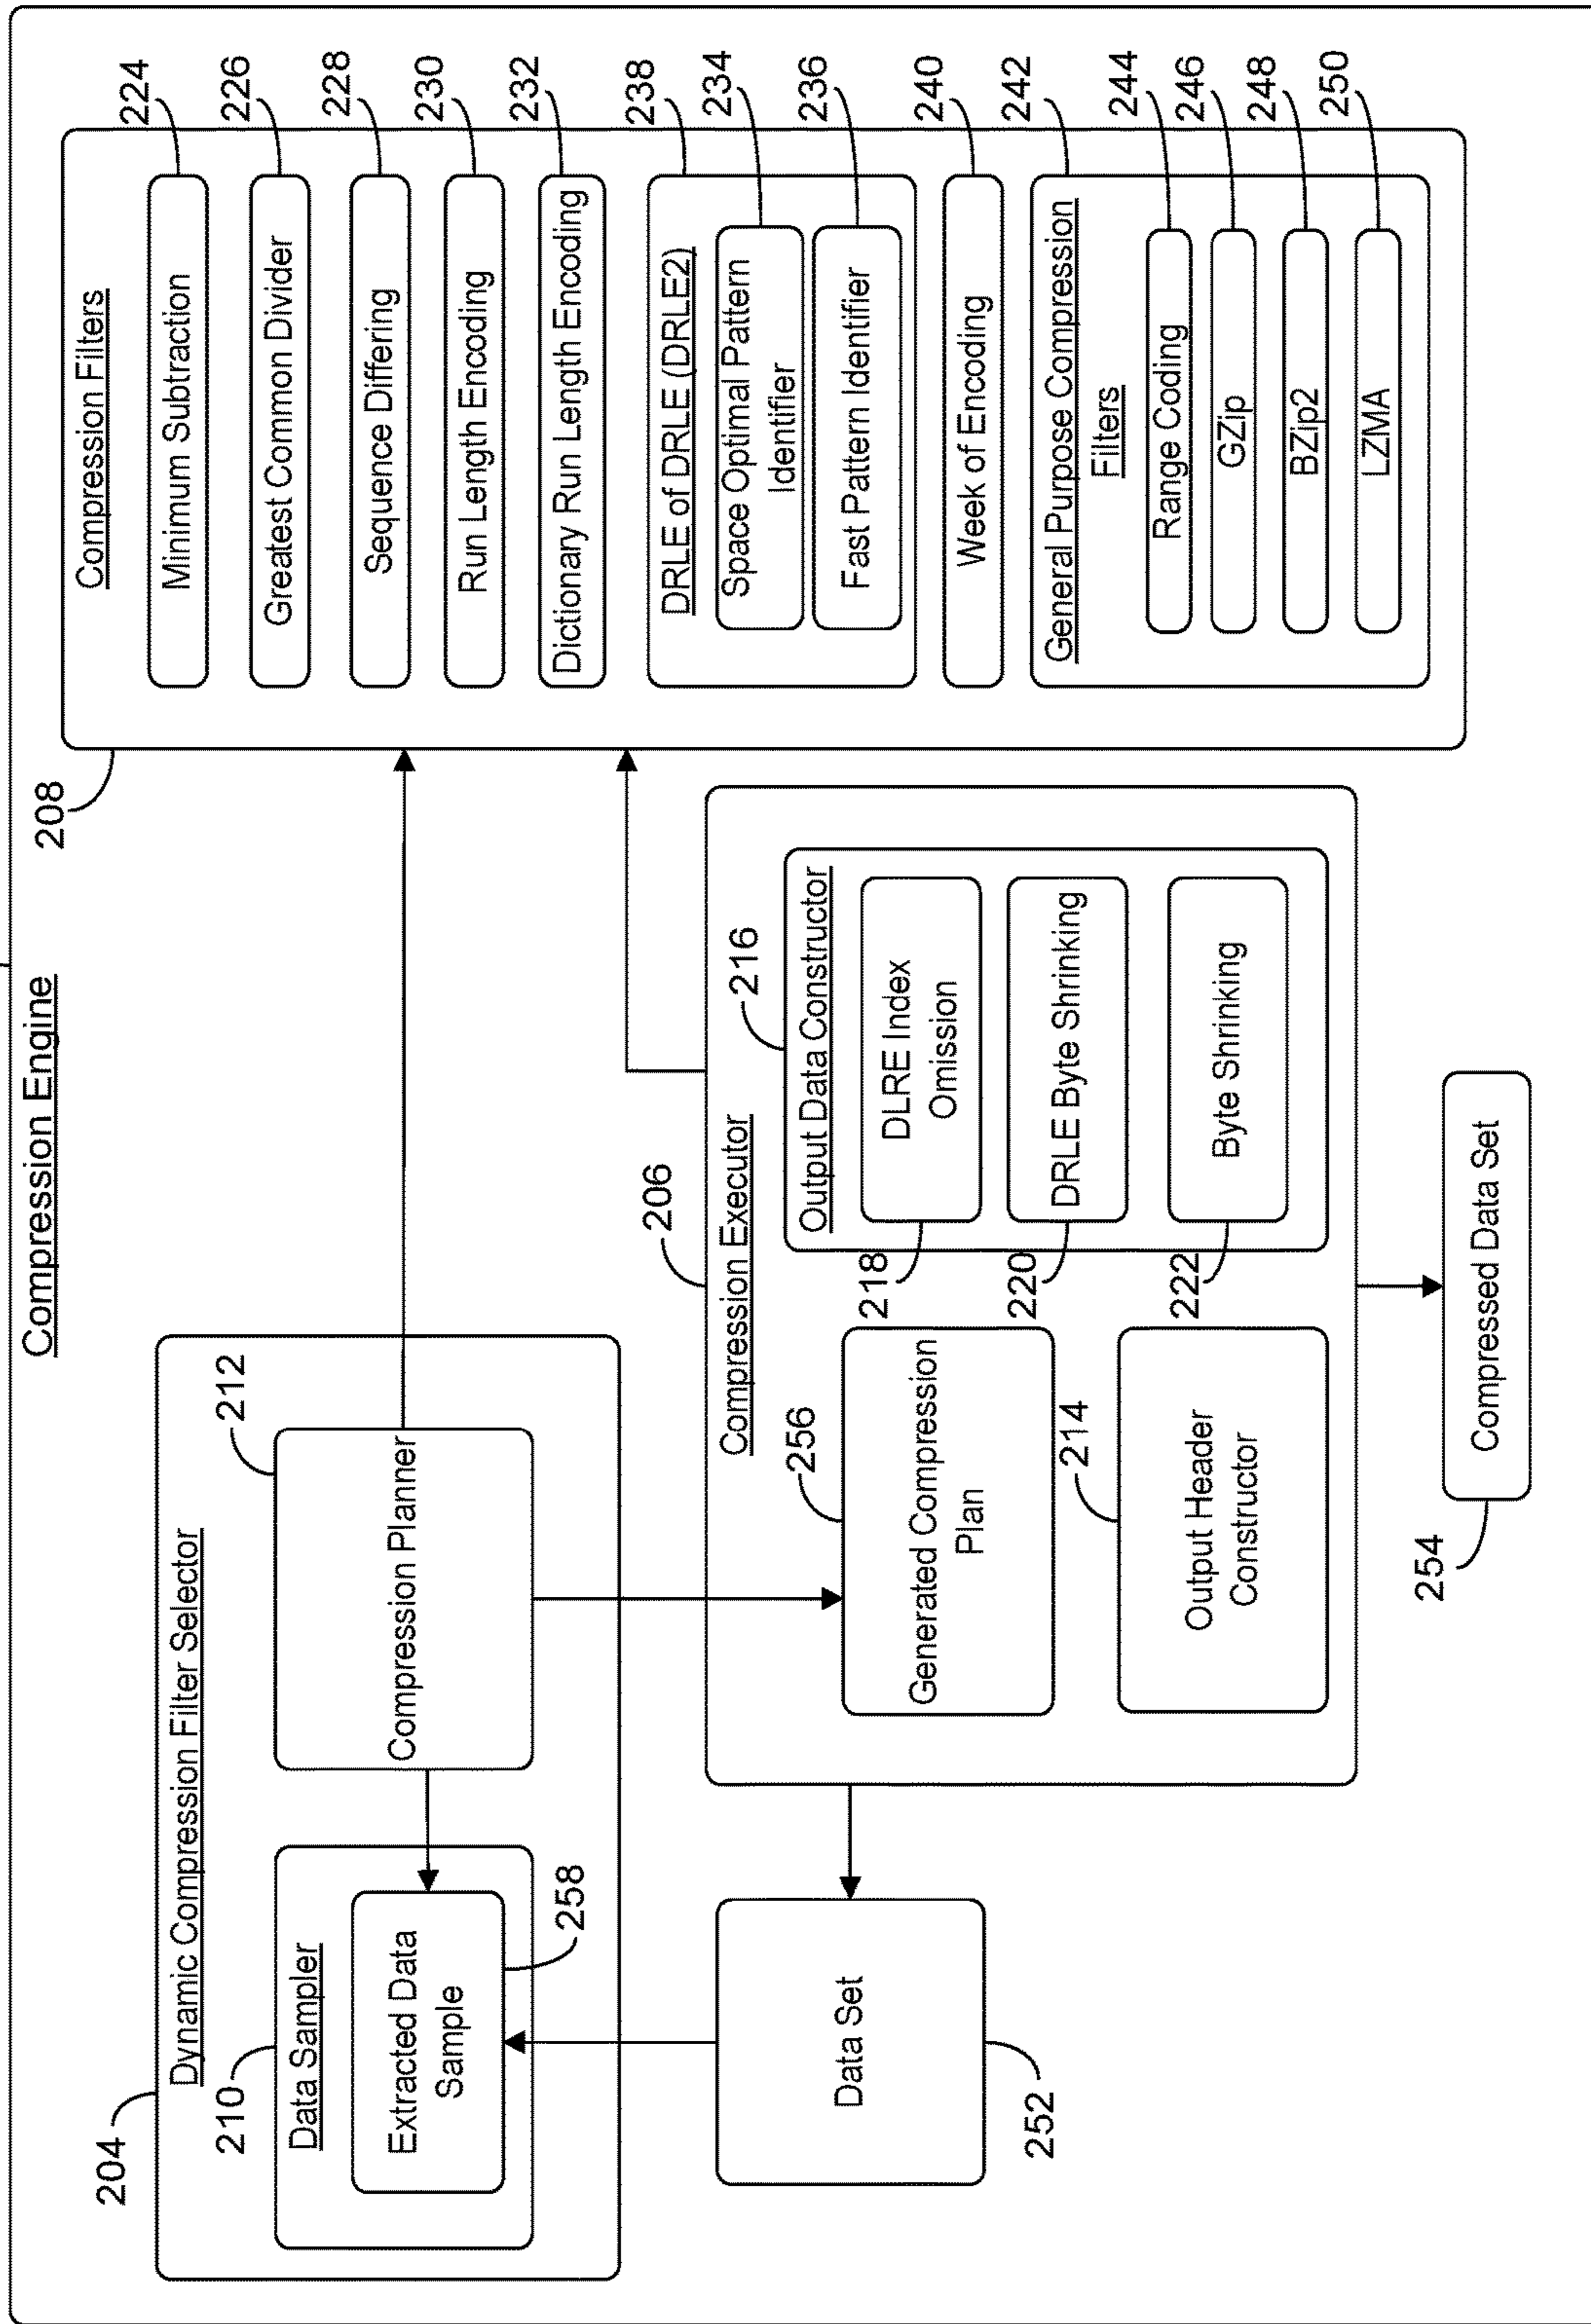 Compression Engine
204
Dynamic Compression Filter Selector
210
Data Sampler
Extracted Data
Sample
258
212
Compression Planner
252
Data Set
206
Compression Executor
256
Generated Compression
Plan
214
Output Header
Constructor
216
Output Data Constructor
218
DLRE Index
Omission
220
DRLE Byte Shrinking
222
Byte Shrinking
254
Compressed Data Set
208
Compression Filters
Minimum Subtraction
224
Greatest Common Divider
226
Sequence Differing
228
Run Length Encoding
230
Dictionary Run Length Encoding
232
DRLE of DRLE (DRLE2)
238
Space Optimal Pattern
Identifier
234
Fast Pattern Identifier
236
Week of Encoding
240
General Purpose Compression
Filters
242
Range Coding
244
GZip
246
BZip2
248
LZMA
250